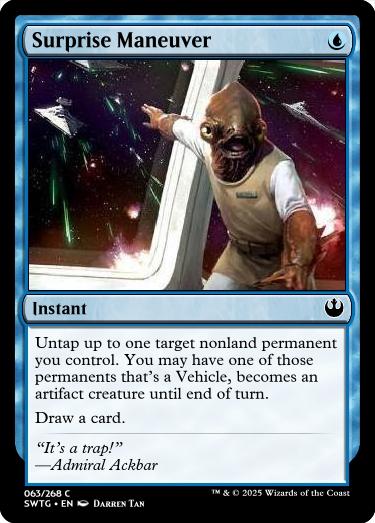 Surprise Maneuver
Instant
Untap up to one target nonland permanent
you control. You may have one of those
permanents that's a Vehicle, becomes an
artifact creature until end of turn.
Draw a card.
“It's a trap!”
—Admiral Ackbar
063/268 C
SWTG • EN Darren Tan
™ & © 2025 Wizards of the Coast